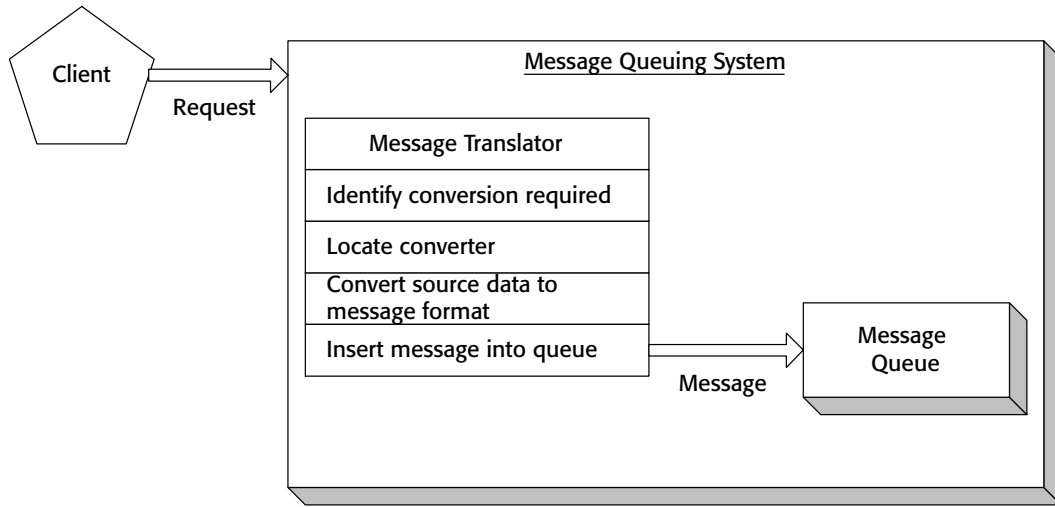 Client
Request
Message Queuing System
Message Translator
Identify conversion required
Locate converter
Convert source data to
message format
Insert message into queue
Message
Message
Queue